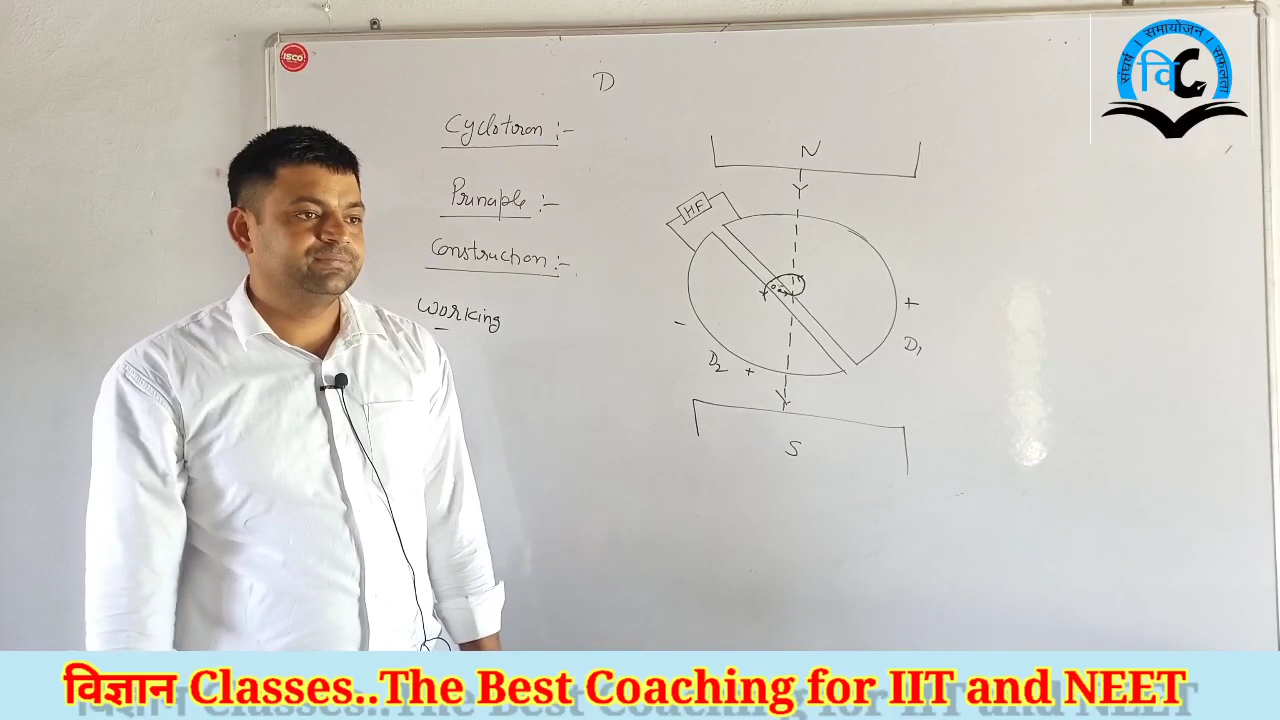 ISCO
संघर्ष । समायोजन । सफलता
वि C
D
Cyclotron :-
Principle :-
Construction :-
Working
N
HF
+
-
D₁
D₂ +
S
विज्ञान Classes..The Best Coaching for IIT and NEET